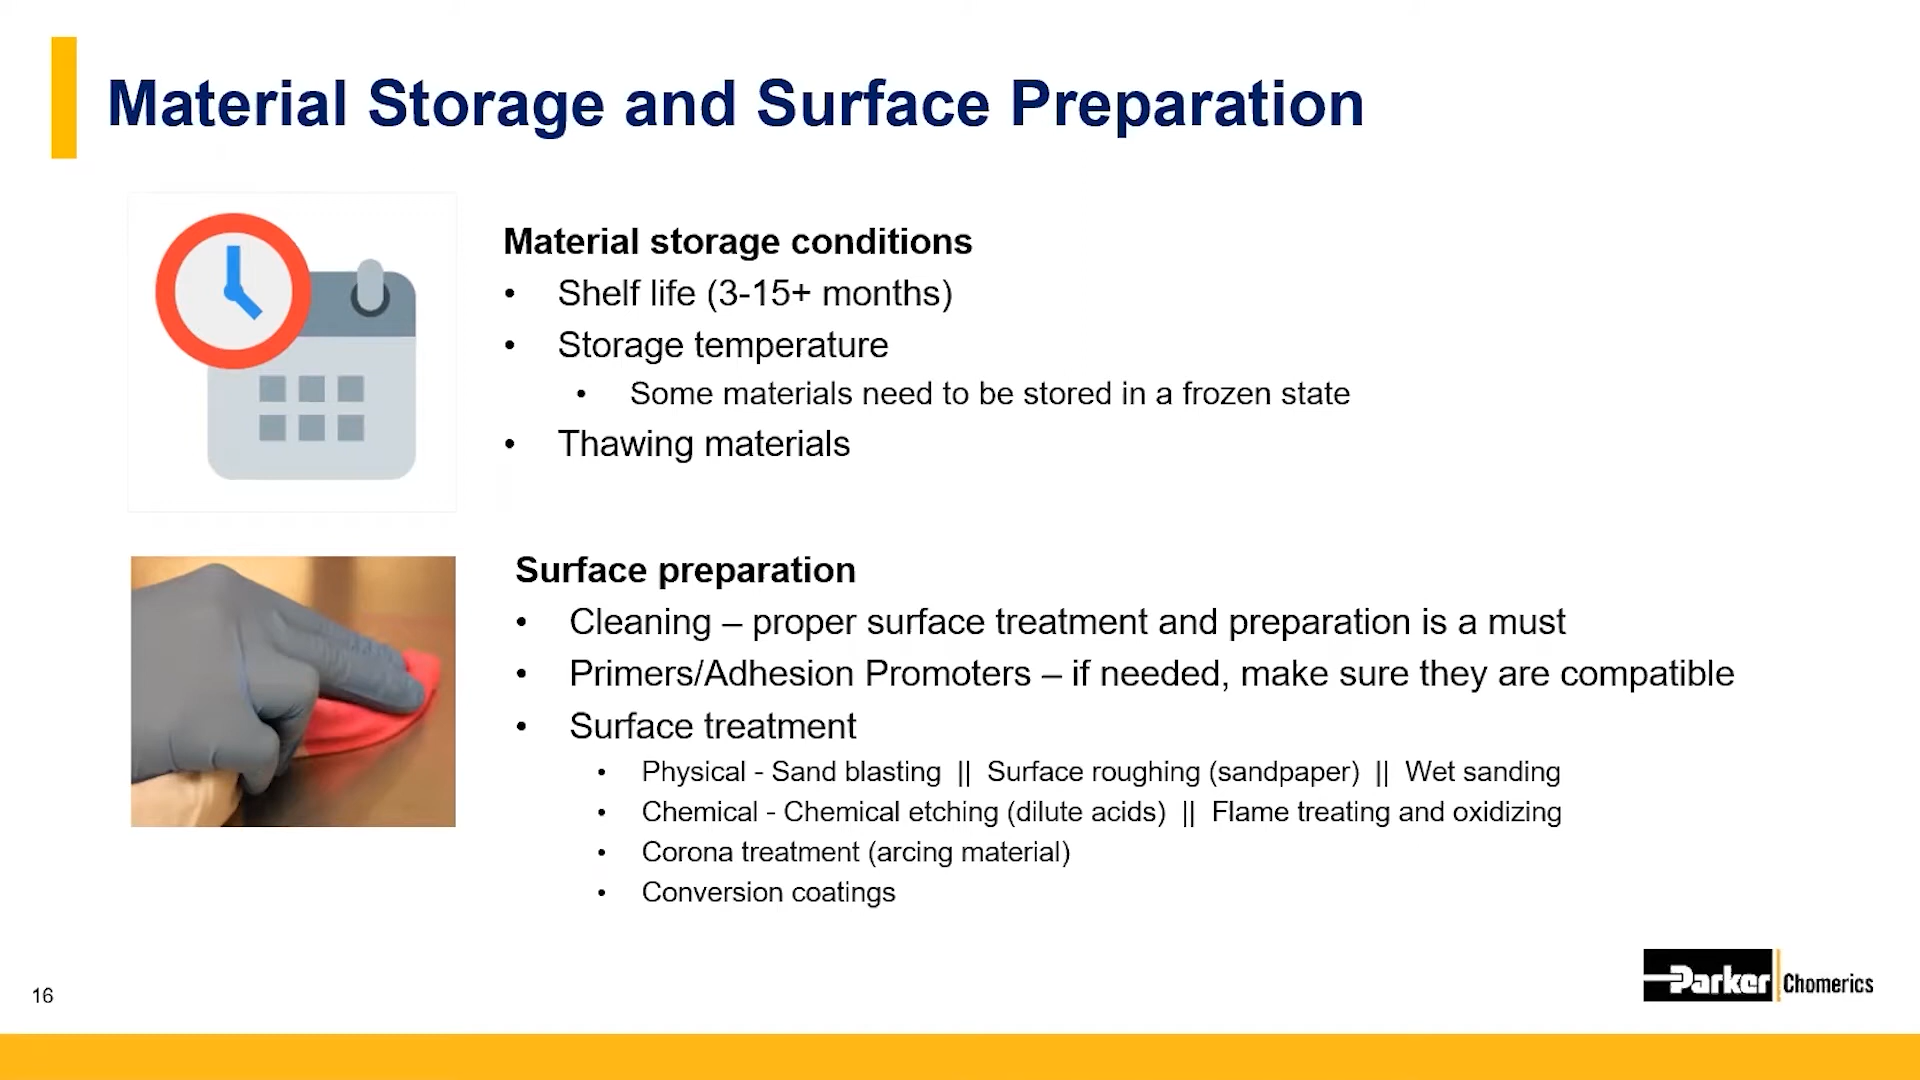 Material Storage and Surface Preparation
Material storage conditions
• Shelf life (3-15+ months)
• Storage temperature
• Some materials need to be stored in a frozen state
• Thawing materials
Surface preparation
• Cleaning – proper surface treatment and preparation is a must
• Primers/Adhesion Promoters – if needed, make sure they are compatible
• Surface treatment
• Physical - Sand blasting || Surface roughing (sandpaper) || Wet sanding
• Chemical - Chemical etching (dilute acids) || Flame treating and oxidizing
• Corona treatment (arcing material)
• Conversion coatings
16
Parker Chomerics